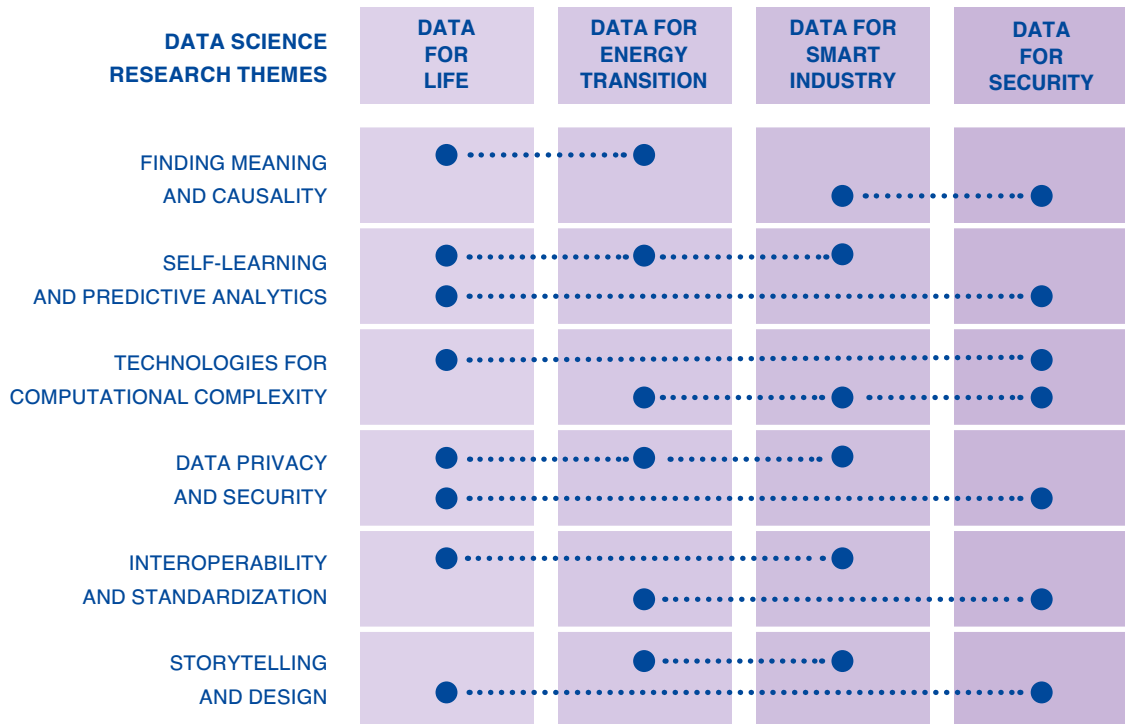 DATA SCIENCE
RESEARCH THEMES
DATA
FOR
LIFE
DATA FOR
ENERGY
TRANSITION
DATA FOR
SMART
INDUSTRY
DATA
FOR
SECURITY
FINDING MEANING
AND CAUSALITY
SELF-LEARNING
AND PREDICTIVE ANALYTICS
TECHNOLOGIES FOR
COMPUTATIONAL COMPLEXITY
DATA PRIVACY
AND SECURITY
INTEROPERABILITY
AND STANDARDIZATION
STORYTELLING
AND DESIGN